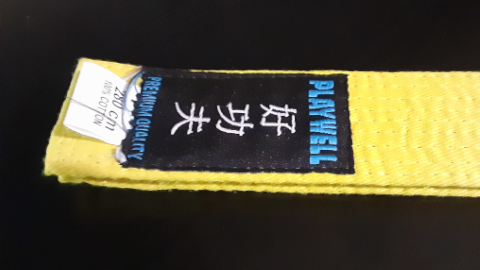 PLAYWELL
好
功
夫
PREMIUM QUALITY
280 cm
100% COTTON